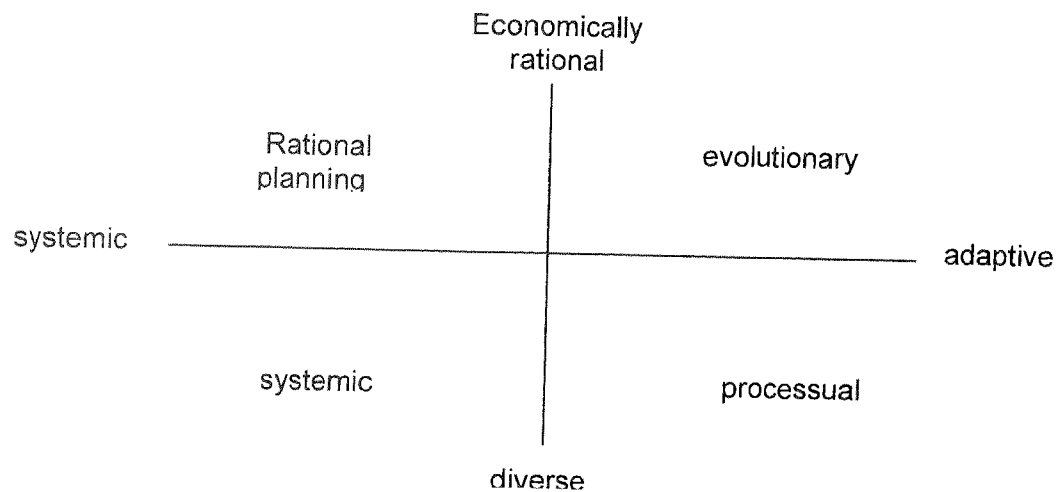 Economically
rational
Rational
planning
evolutionary
systemic
adaptive
systemic
processual
diverse